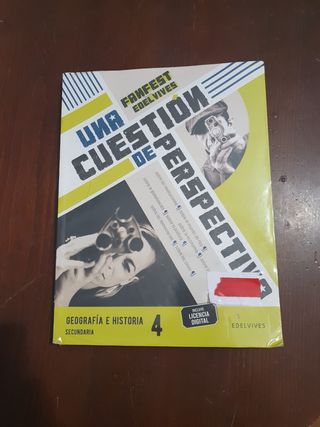 FANFEST
EDELVIVES
UNA
CUESTIÓN
DE
PERSPECTIVA
GEOGRAFÍA E HISTORIA 4
SECUNDARIA
INCLUYE
LICENCIA
DIGITAL
EDELVIVES